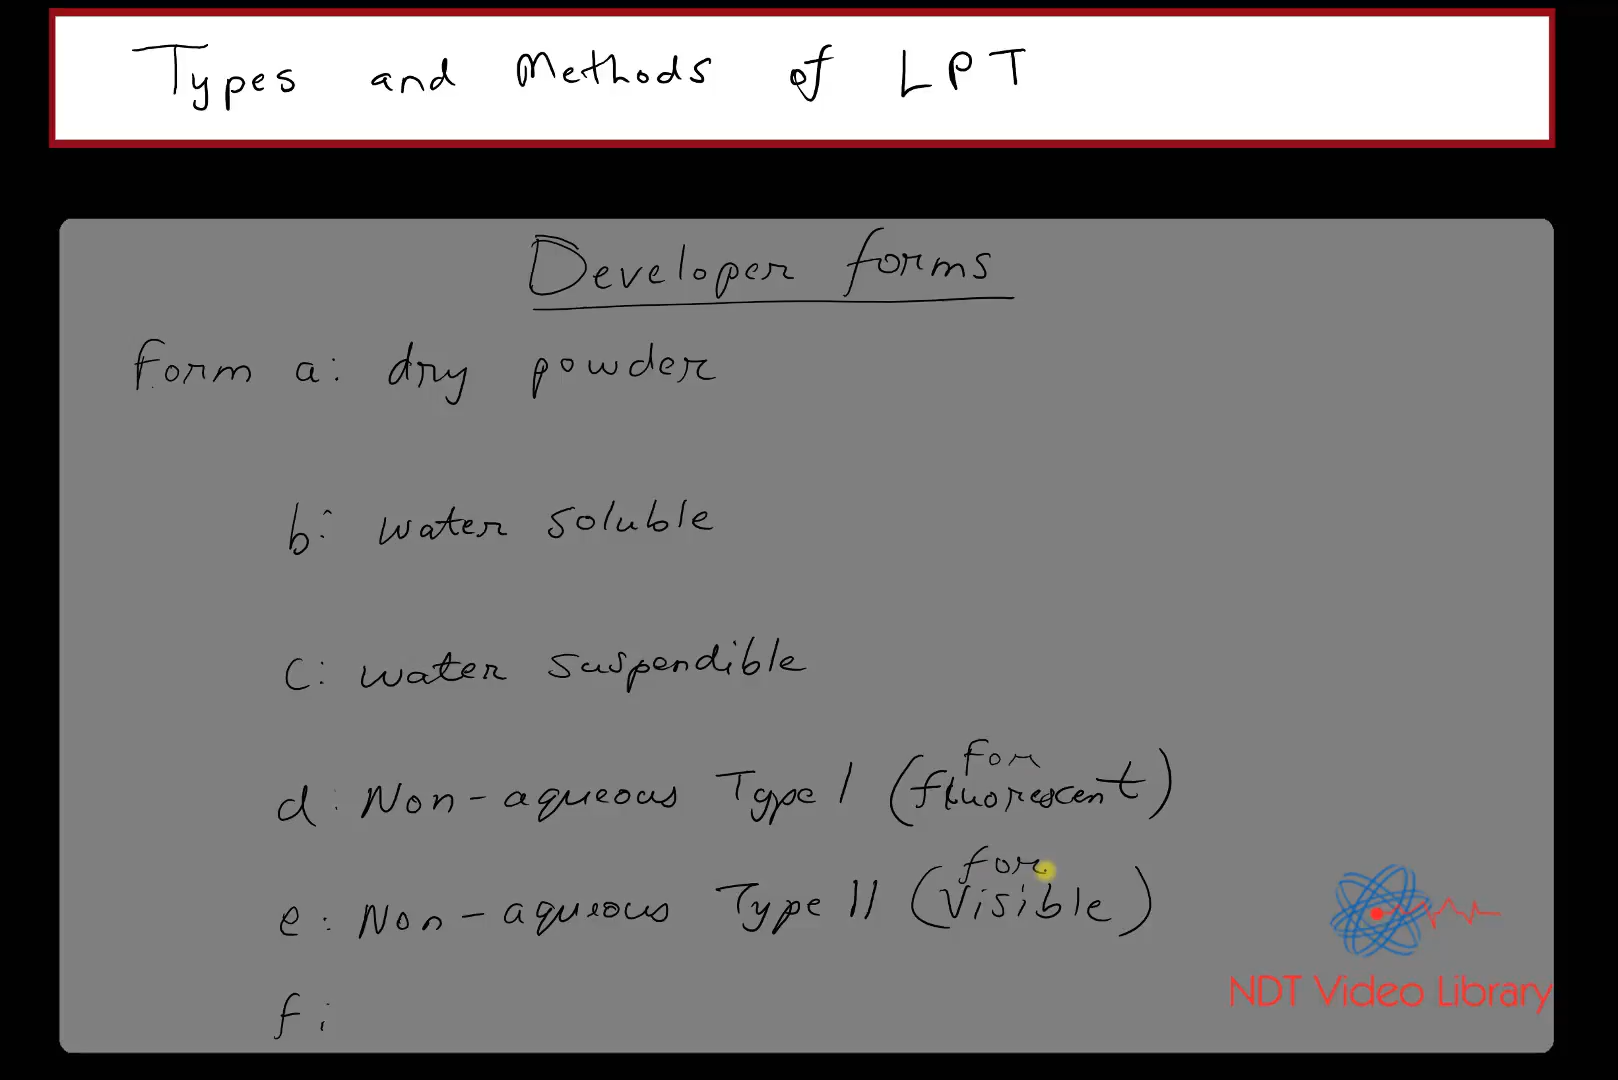 Types and Methods of LPT
Developer forms
Form a: dry powder
b: water soluble
c: water suspendible
d: Non-aqueous Type I (for fluorescent)
e: Non-aqueous Type II (for visible)
f:
NDT Video Library